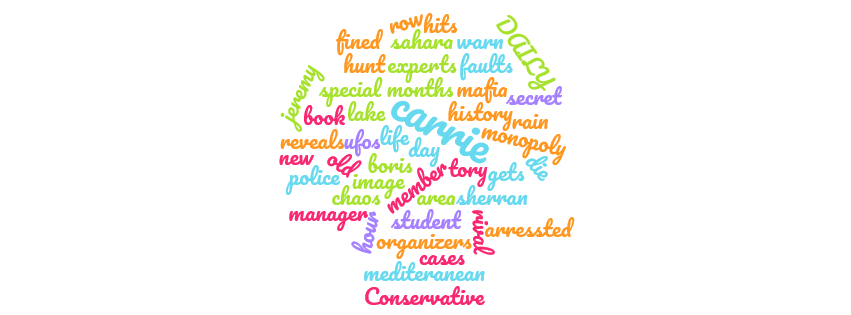 row hits
fined sahara warn DAILY
hunt experts faults
jeremy special months mafia secret
book lake carrie history rain
reveals ufos life day monopoly
new old boris tory gets die
police image member
chaos area sherran
manager hour student rival arressted
organizers
cases
mediteranean
Conservative